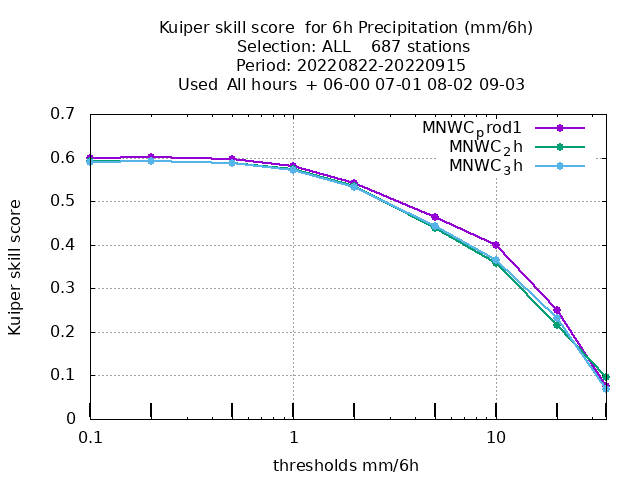 Kuiper skill score  for 6h Precipitation (mm/6h)
Selection: ALL    687 stations
Period: 20220822-20220915
Used  All hours  + 06-00 07-01 08-02 09-03
MNWC_prod1
MNWC_2h
MNWC_3h
0.7
0.6
0.5
0.4
0.3
0.2
0.1
0
Kuiper skill score
0.1 1 10
thresholds mm/6h